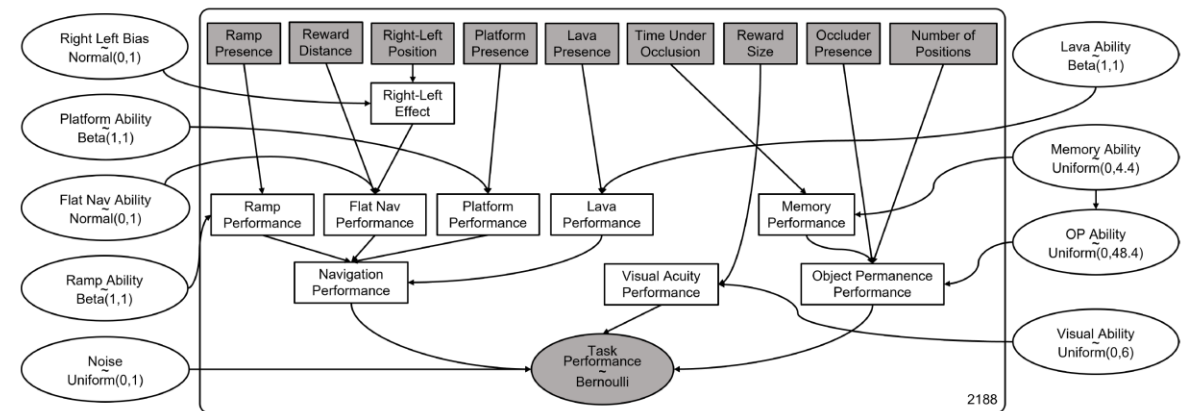 Right Left Bias
~
Normal(0,1)
Platform Ability
~
Beta(1,1)
Flat Nav Ability
~
Normal(0,1)
Ramp Ability
~
Beta(1,1)
Noise
~
Uniform(0,1)
Ramp
Presence
Reward
Distance
Right-Left
Position
Platform
Presence
Lava
Presence
Time Under
Occlusion
Reward
Size
Occluder
Presence
Number of
Positions
Right-Left
Effect
Ramp
Performance
Flat Nav
Performance
Platform
Performance
Lava
Performance
Memory
Performance
Navigation
Performance
Visual Acuity
Performance
Object Permanence
Performance
Task
Performance
~
Bernoulli
2188
Lava Ability
~
Beta(1,1)
Memory Ability
~
Uniform(0,4.4)
OP Ability
~
Uniform(0,48.4)
Visual Ability
~
Uniform(0,6)